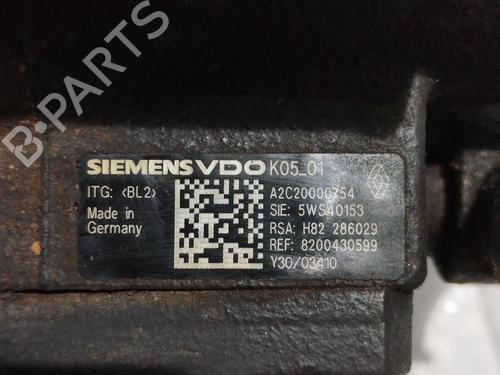 B-PARTS
SIEMENS VDO K05_01
ITG: <BL2> A2C20000754
Made in SIE: 5WS40153
Germany RSA: H82 286029
REF: 8200430599
Y30/03410